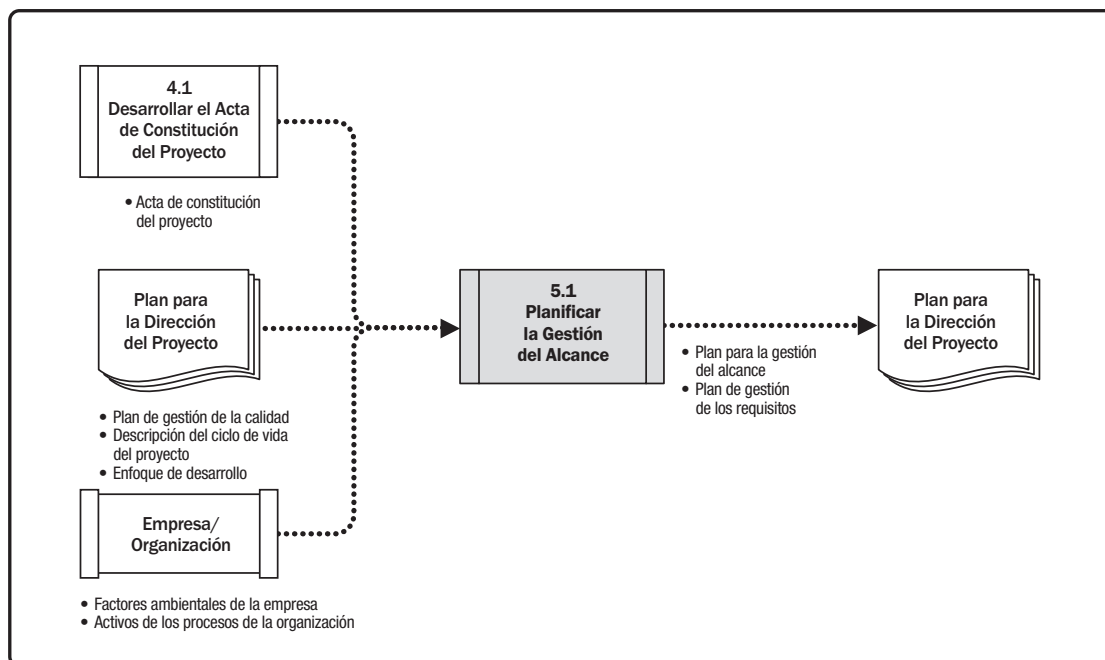 4.1
Desarrollar el Acta
de Constitución
del Proyecto
• Acta de constitución
del proyecto
Plan para
la Dirección
del Proyecto
• Plan de gestión de la calidad
• Descripción del ciclo de vida
del proyecto
• Enfoque de desarrollo
Empresa/
Organización
• Factores ambientales de la empresa
• Activos de los procesos de la organización
5.1
Planificar
la Gestión
del Alcance
• Plan para la gestión
del alcance
• Plan de gestión
de los requisitos
Plan para
la Dirección
del Proyecto